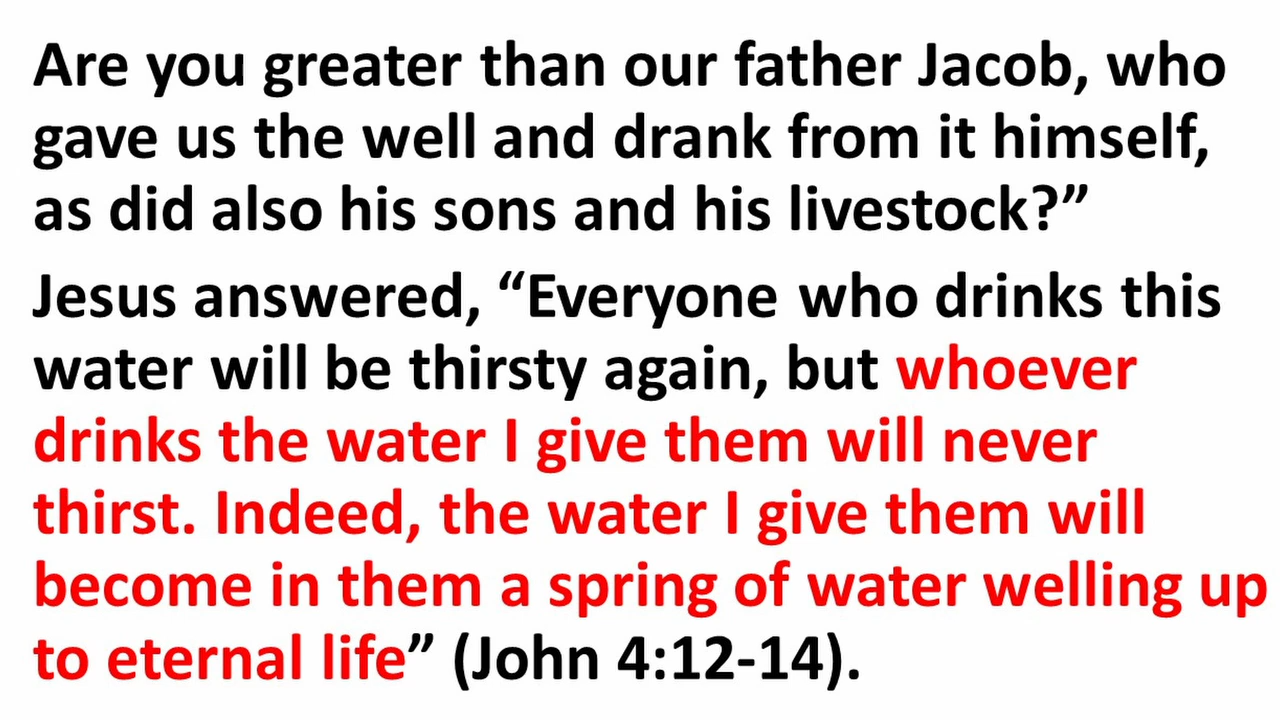 Are you greater than our father Jacob, who
gave us the well and drank from it himself,
as did also his sons and his livestock?”
Jesus answered, “Everyone who drinks this
water will be thirsty again, but whoever
drinks the water I give them will never
thirst. Indeed, the water I give them will
become in them a spring of water welling up
to eternal life” (John 4:12-14).